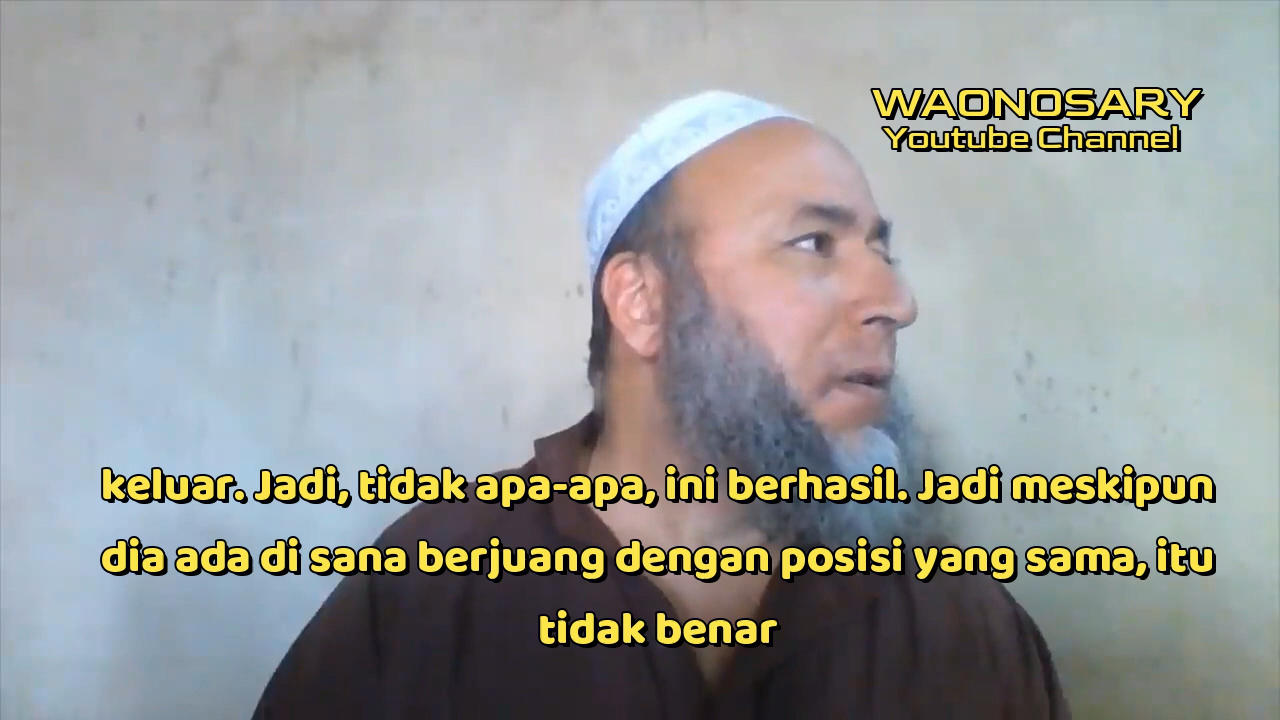 WAONOSARY
Youtube Channel
keluar. Jadi, tidak apa-apa, ini berhasil. Jadi meskipun
dia ada di sana berjuang dengan posisi yang sama, itu
tidak benar